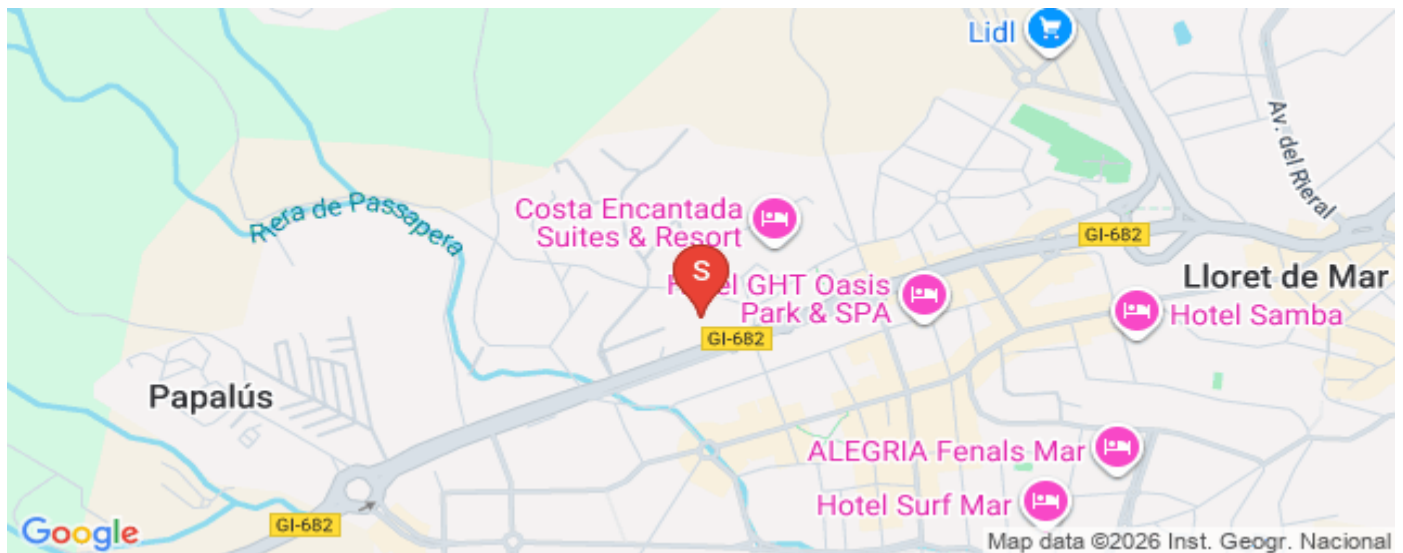 Lidl
Av. del Rieral
Riera de Passapera
Costa Encantada
Suites & Resort
GI-682
S
Lloret de Mar
GHT Oasis
Park & SPA
Hotel Samba
GI-682
Papalús
ALEGRIA Fenals Mar
Hotel Surf Mar
GI-682
Google
Map data ©2026 Inst. Geogr. Nacional